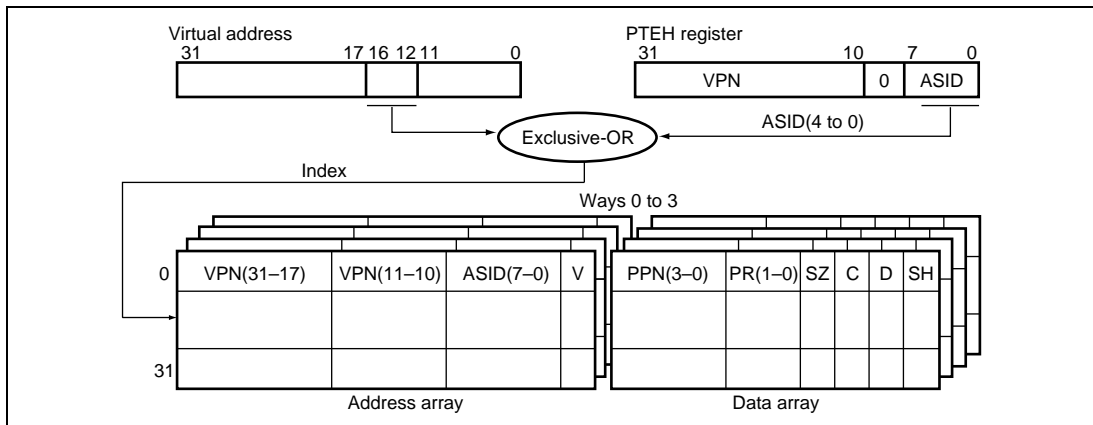 Virtual address
31 17 16 12 11 0
PTEH register
31 10 7 0
VPN 0 ASID
Exclusive-OR
ASID(4 to 0)
Index
Ways 0 to 3
0 VPN(31–17) VPN(11–10) ASID(7–0) V
PPN(3–0) PR(1–0) SZ C D SH
31
Address array
Data array